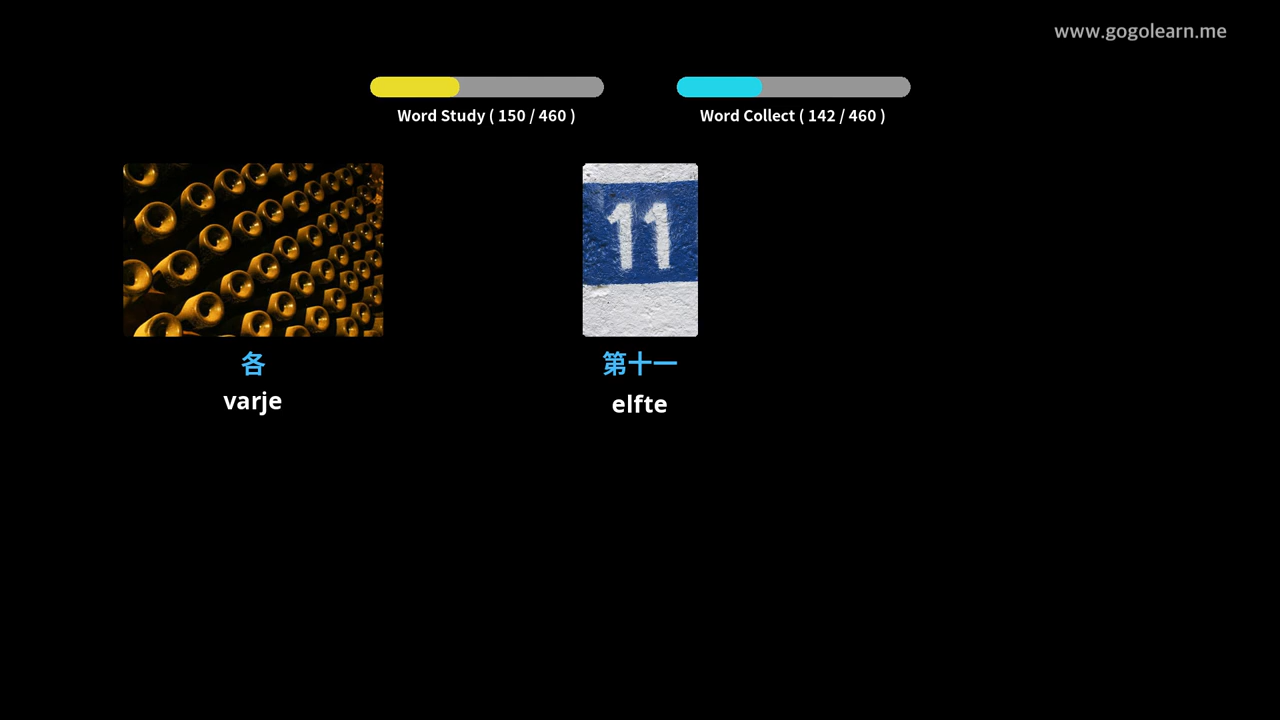 www.gogolearn.me
Word Study ( 150 / 460 )
Word Collect ( 142 / 460 )
11
各
varje
第十一
elfte